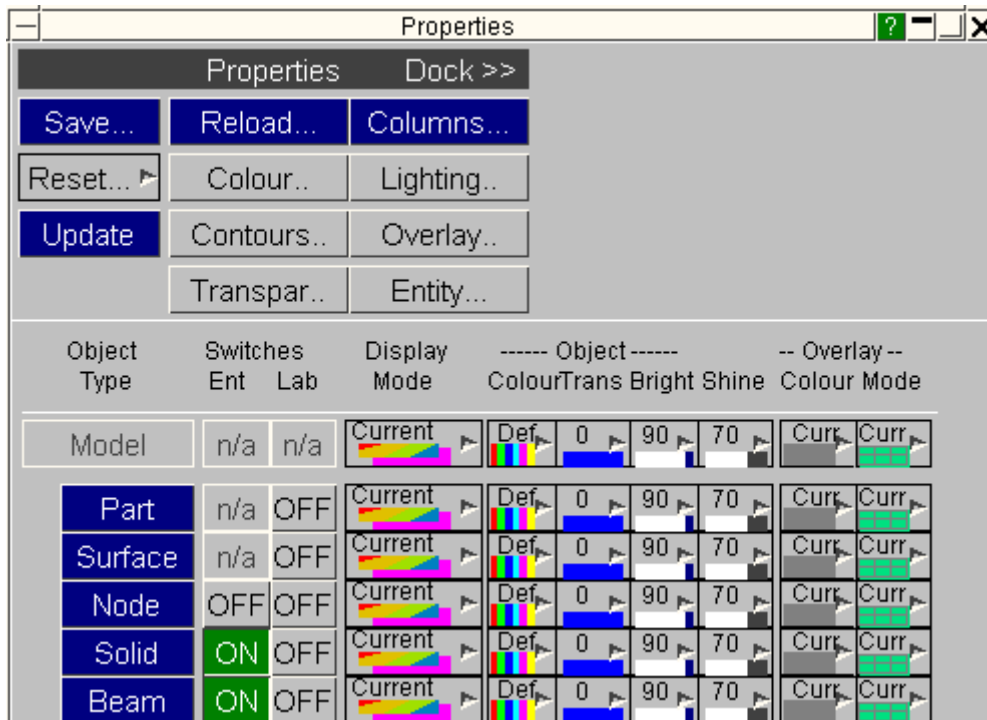 Properties ?
Properties Dock >>
Save... Reload... Columns...
Reset... Colour.. Lighting..
Update Contours.. Overlay..
Transpar.. Entity...
Object Switches Display ------ Object ------ -- Overlay --
Type Ent Lab Mode Colour Trans Bright Shine Colour Mode
Model n/a n/a Current Def 0 90 70 Curr Curr
Part n/a OFF Current Def 0 90 70 Curr Curr
Surface n/a OFF Current Def 0 90 70 Curr Curr
Node OFF OFF Current Def 0 90 70 Curr Curr
Solid ON OFF Current Def 0 90 70 Curr Curr
Beam ON OFF Current Def 0 90 70 Curr Curr